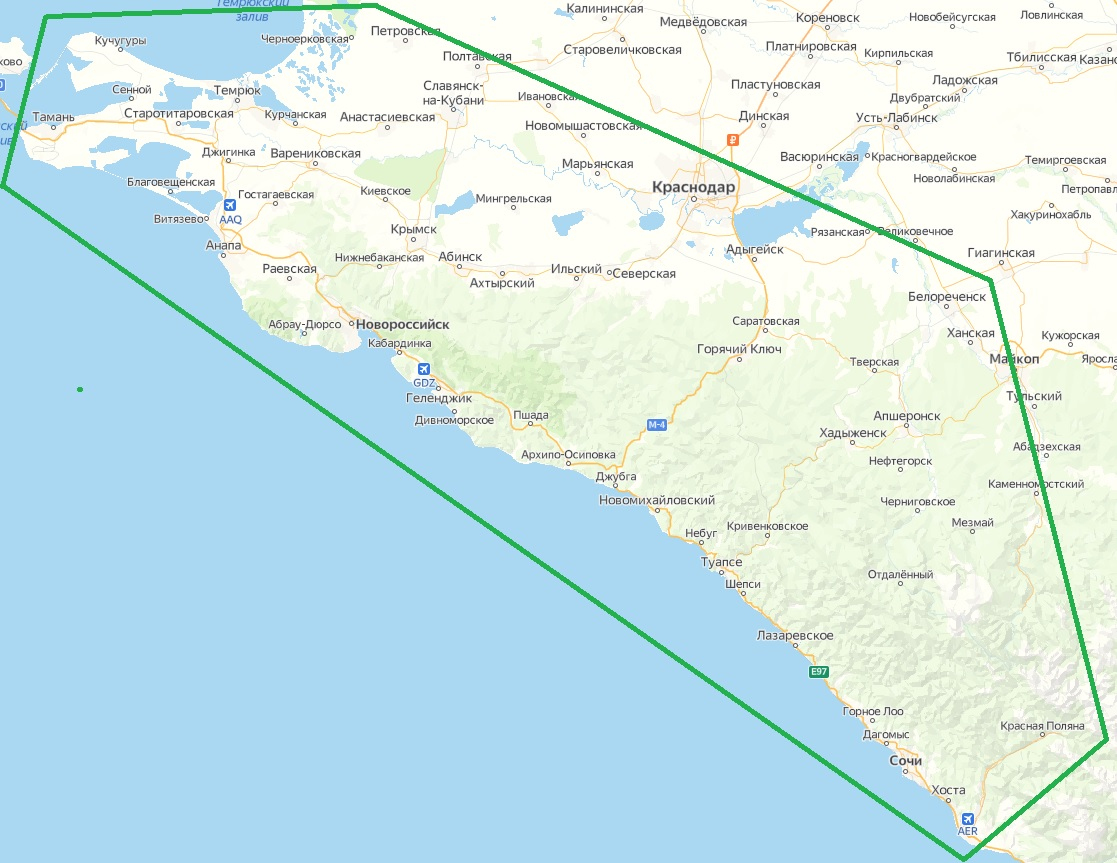 Темрюкский
залив
Калининская
Медвёдовская
Кореновск
Новобейсугская
Ловлинская
Кучугуры
Черноерковская
Петровская
Полтавская
Старовеличковская
Платнировская
Кирпильская
Тбилисская
Казанс
ково
Сенной
Темрюк
Славянск-
на-Кубани
Ивановская
Пластуновская
Ладожская
Двубратский
Тамань
Старотитаровская
Курчанская
Анастасиевская
Новомышастовская
Динская
Усть-Лабинск
Джигинка
Варениковская
Марьянская
Васюринская
Красногвардейское
Темиргоевская
Благовещенская
Гостагаевская
Киевское
Мингрельская
Краснодар
Новолабинская
Петропавл
Витязево
AAQ
Крымск
Рязанская
Великовечное
Хакуринохабль
Анапа
Нижнебаканская
Абинск
Адыгейск
Гиагинская
Раевская
Ахтырский
Ильский
Северская
Белореченск
Абрау-Дюрсо
Новороссийск
Саратовская
Ханская
Кужорская
Кабардинка
Горячий Ключ
Тверская
Майкоп
Яросла
GDZ
Геленджик
Тульский
Дивноморское
Пшада
М-4
Апшеронск
Хадыженск
Абадзехская
Архипо-Осиповка
Нефтегорск
Джубга
Каменномостский
Новомихайловский
Черниговское
Небуг
Кривенковское
Мезмай
Туапсе
Отдалённый
Шепси
Лазаревское
E97
Горное Лоо
Красная Поляна
Дагомыс
Сочи
Хоста
AER